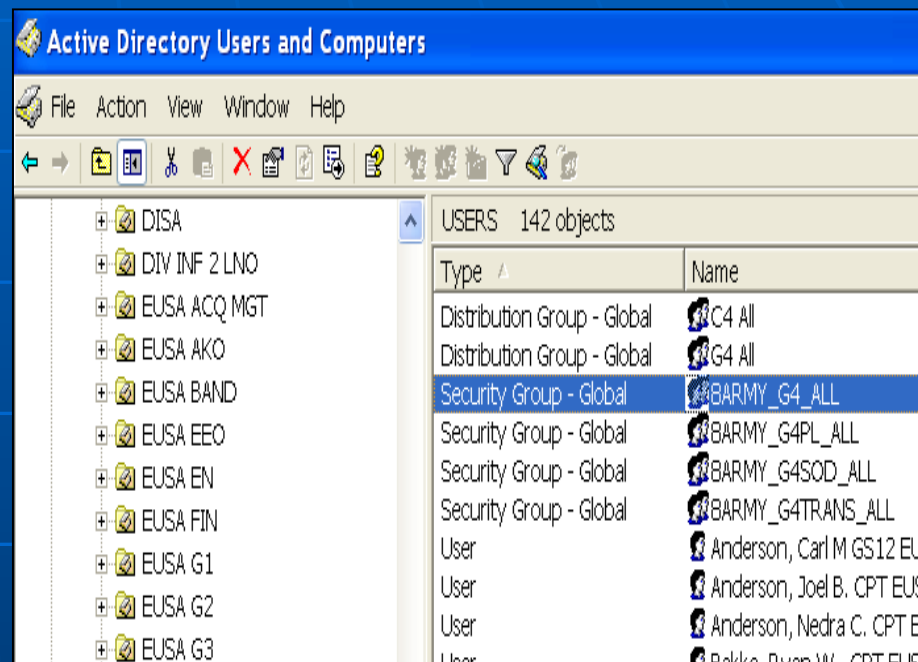 Active Directory Users and Computers
File Action View Window Help
DISA
DIV INF 2 LNO
EUSA ACQ MGT
EUSA AKO
EUSA BAND
EUSA EEO
EUSA EN
EUSA FIN
EUSA G1
EUSA G2
EUSA G3
USERS 142 objects
Type Name
Distribution Group - Global C4 All
Distribution Group - Global G4 All
Security Group - Global 8ARMY_G4_ALL
Security Group - Global 8ARMY_G4PL_ALL
Security Group - Global 8ARMY_G4SOD_ALL
Security Group - Global 8ARMY_G4TRANS_ALL
User Anderson, Carl M GS12 EU
User Anderson, Joel B. CPT EUS
User Anderson, Nedra C. CPT E
User